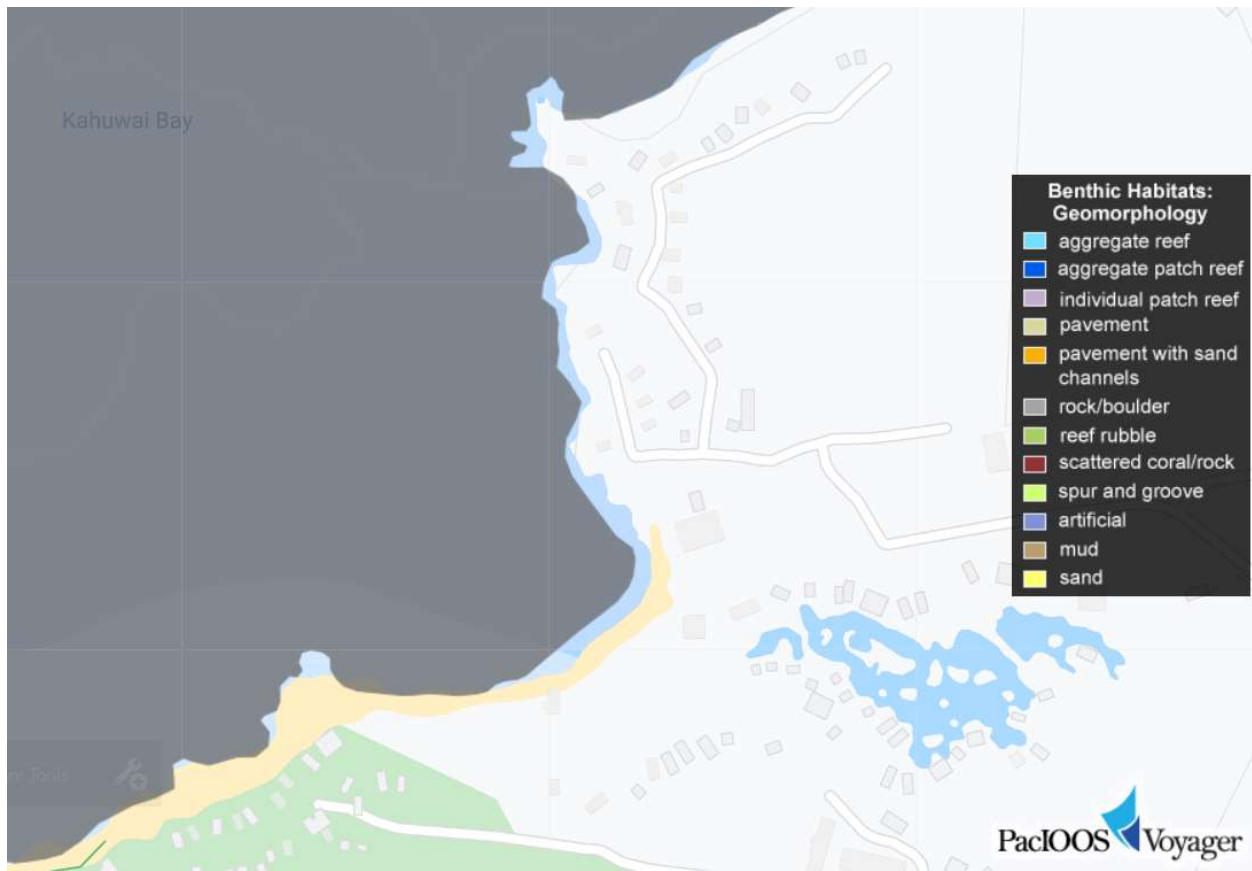 Kahuwai Bay
Benthic Habitats:
Geomorphology
aggregate reef
aggregate patch reef
individual patch reef
pavement
pavement with sand
channels
rock/boulder
reef rubble
scattered coral/rock
spur and groove
artificial
mud
sand
Tools
PacIOOS Voyager